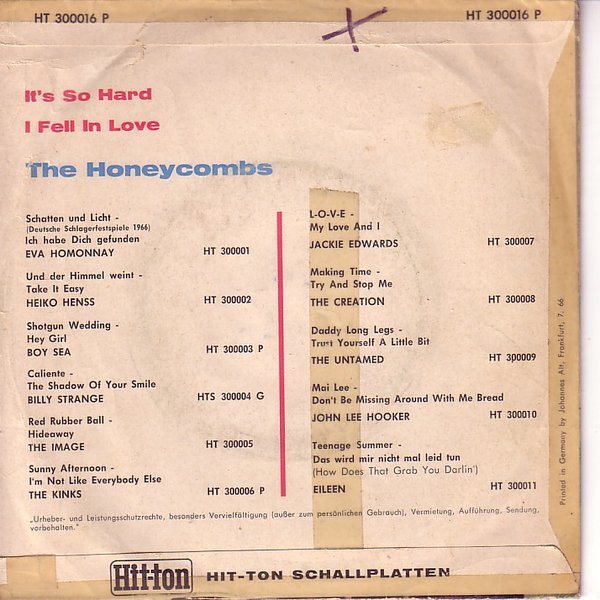 HT 300016 P
HT 300016 P
It's So Hard
I Fell In Love
The Honeycombs
Schatten und Licht -
(Deutsche Schlagerfestspiele 1966)
Ich habe Dich gefunden
EVA HOMONNAY HT 300001
Und der Himmel weint -
Take It Easy
HEIKO HENSS HT 300002
Shotgun Wedding -
Hey Girl
BOY SEA HT 300003 P
Caliente -
The Shadow Of Your Smile
BILLY STRANGE HTS 300004 G
Red Rubber Ball -
Hideaway
THE IMAGE HT 300005
Sunny Afternoon -
I'm Not Like Everybody Else
THE KINKS HT 300006 P
L-O-V-E -
My Love And I
JACKIE EDWARDS HT 300007
Making Time -
Try And Stop Me
THE CREATION HT 300008
Daddy Long Legs -
Trust Yourself A Little Bit
THE UNTAMED HT 300009
Mai Lee -
Don't Be Missing Around With Me Bread
JOHN LEE HOOKER HT 300010
Teenage Summer -
Das wird mir nicht mal leid tun
(How Does That Grab You Darlin')
EILEEN HT 300011
„Urheber- und Leistungsschutzrechte, besonders Vervielfältigung (außer zum persönlichen Gebrauch), Vermietung, Aufführung, Sendung,
vorbehalten."
Printed in Germany by Johannes Alt, Frankfurt, 7. 66
Hit-ton HIT-TON SCHALLPLATTEN